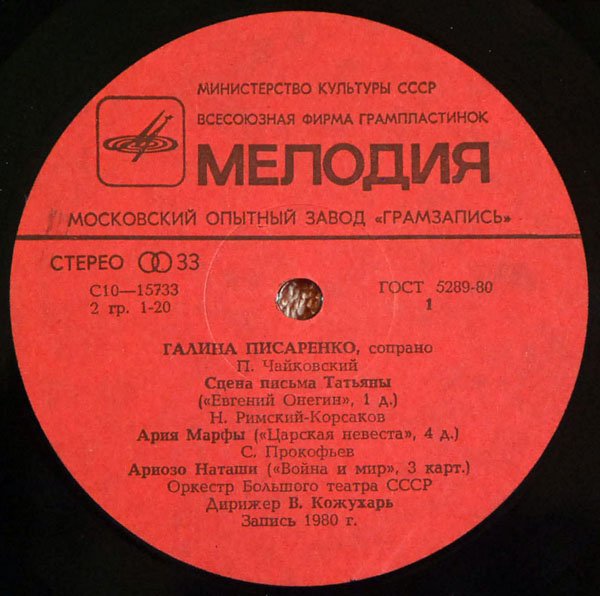 МИНИСТЕРСТВО КУЛЬТУРЫ СССР
ВСЕСОЮЗНАЯ ФИРМА ГРАМПЛАСТИНОК
МЕЛОДИЯ
МОСКОВСКИЙ ОПЫТНЫЙ ЗАВОД «ГРАМЗАПИСЬ»
СТЕРЕО 33
С10—15733
2 гр. 1-20
ГОСТ 5289-80
1
ГАЛИНА ПИСАРЕНКО, сопрано
П. Чайковский
Сцена письма Татьяны
(«Евгений Онегин», 1 д.)
Н. Римский-Корсаков
Ария Марфы («Царская невеста», 4 д.)
С. Прокофьев
Ариозо Наташи («Война и мир», 3 карт.)
Оркестр Большого театра СССР
Дирижер В. Кожухарь
Запись 1980 г.